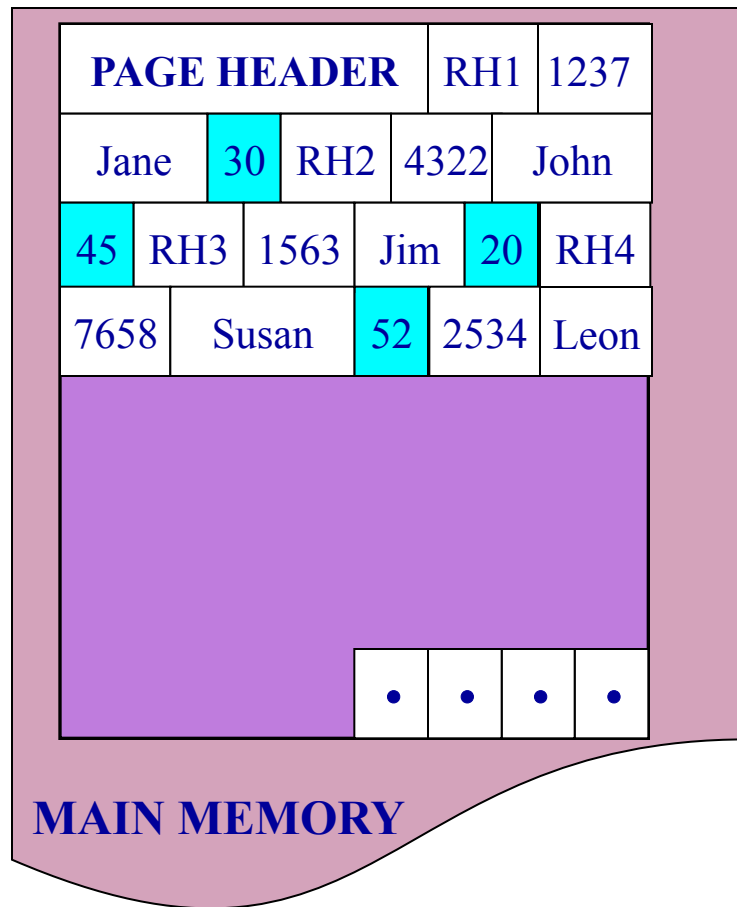 PAGE HEADER RH1 1237
Jane 30 RH2 4322 John
45 RH3 1563 Jim 20 RH4
7658 Susan 52 2534 Leon
• • • •
MAIN MEMORY